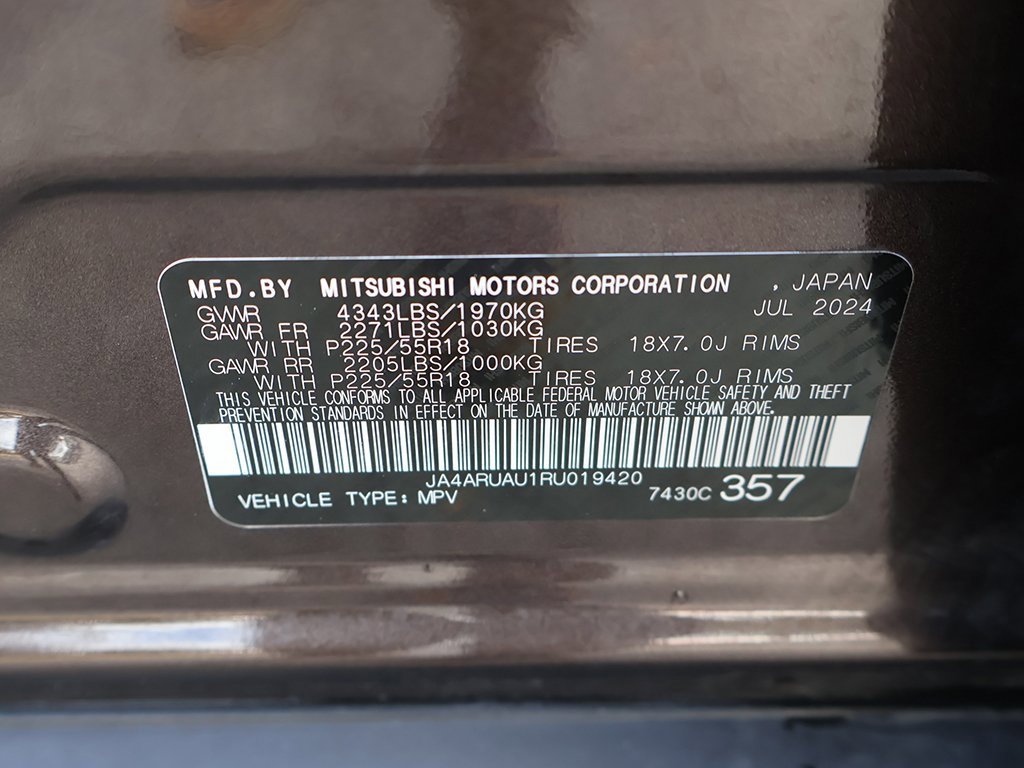 MFD.BY MITSUBISHI MOTORS CORPORATION , JAPAN
GVWR 4343LBS/1970KG JUL 2024
GAWR FR 2271LBS/1030KG
WITH P225/55R18 TIRES 18X7.0J RIMS
GAWR RR 2205LBS/1000KG
WITH P225/55R18 TIRES 18X7.0J RIMS
THIS VEHICLE CONFORMS TO ALL APPLICABLE FEDERAL MOTOR VEHICLE SAFETY AND THEFT
PREVENTION STANDARDS IN EFFECT ON THE DATE OF MANUFACTURE SHOWN ABOVE.
JA4ARUAU1RU019420
VEHICLE TYPE: MPV 7430C 357